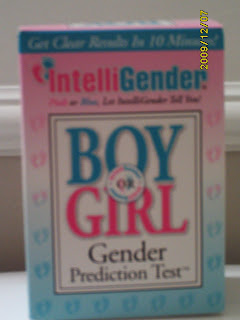 Get Clear Results In 10 Minutes!
IntelliGender
Pink or Blue, Let IntelliGender Tell You!
BOY
OR
GIRL
Gender
Prediction Test™
2009/12/07